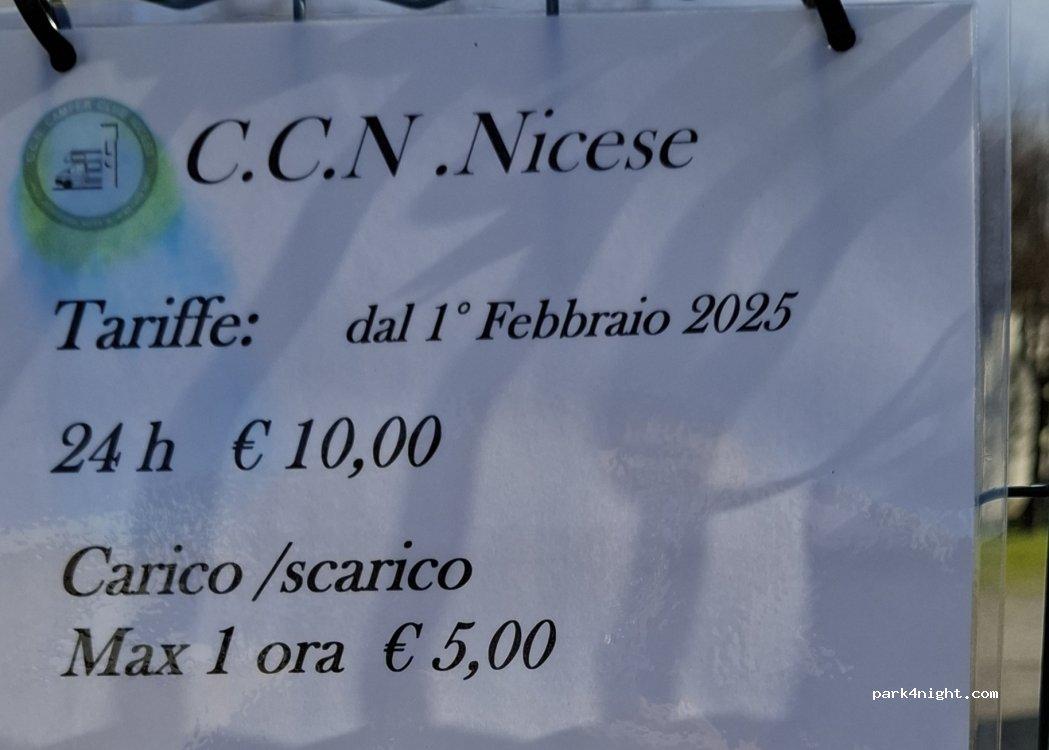 C.C.N .Nicese
Tariffe: dal 1° Febbraio 2025
24 h € 10,00
Carico /scarico
Max 1 ora € 5,00
park4night.com